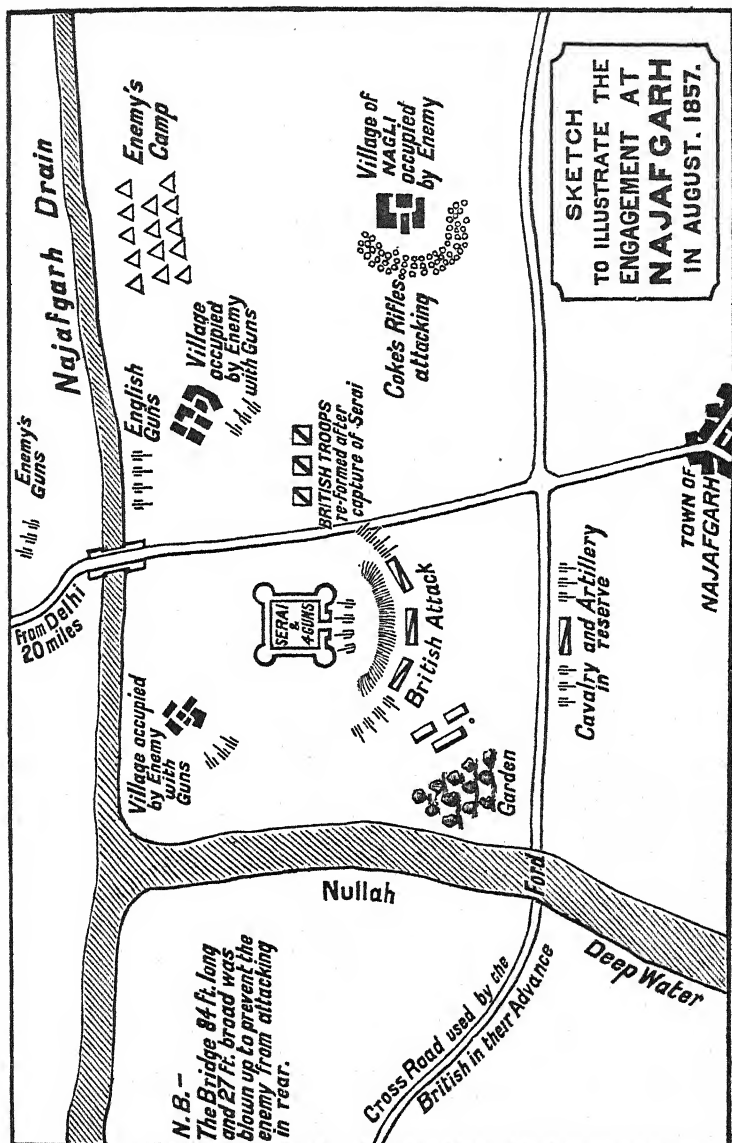 SKETCH
TO ILLUSTRATE THE
ENGAGEMENT AT
NAJAFGARH
IN AUGUST. 1857.
Najafgarh Drain
Enemy's
Guns
From Delhi
20 miles
English
Guns
Enemy's
Camp
Village
occupied
by Enemy
with Guns
Village of
NAGLI
occupied
by Enemy
Coke's Rifles
attacking
BRITISH TROOPS
re-formed after
capture of Serai
SERAI
&
4GUNS
British Attack
Village occupied
by Enemy
with
Guns
Garden
Cavalry and Artillery
in reserve
TOWN OF
NAJAFGARH
Nullah
Ford
Deep Water
Cross Road used by the
British in their Advance
N.B.–
The Bridge 84 ft. long
and 27 ft. broad was
blown up to prevent the
enemy from attacking
in rear.